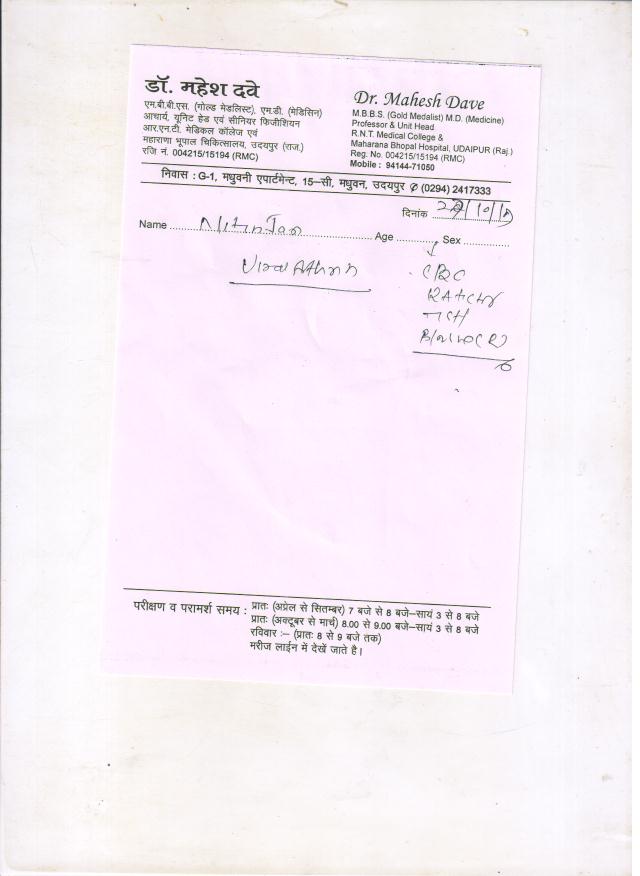 डॉ. महेश दवे
एम.बी.बी.एस. (गोल्ड मेडलिस्ट), एम.डी. (मेडिसिन)
आचार्य, यूनिट हेड एवं सीनियर फिजीशियन
आर.एन.टी. मेडिकल कॉलेज एवं
महाराणा भूपाल चिकित्सालय, उदयपुर (राज.)
रजि नं. 004215/15194 (RMC)
Dr. Mahesh Dave
M.B.B.S. (Gold Medalist) M.D. (Medicine)
Professor & Unit Head
R.N.T. Medical College &
Maharana Bhopal Hospital, UDAIPUR (Raj.)
Reg. No. 004215/15194 (RMC)
Mobile : 94144-71050
निवास : G-1, मधुवनी एपार्टमेन्ट, 15–सी, मधुवन, उदयपुर ✆ (0294) 2417333
दिनांक
Name Nitin Age Sex
Viral
CBC
परीक्षण व परामर्श समय : प्रातः (अप्रेल से सितम्बर) 7 बजे से 8 बजे–सायं 3 से 8 बजे
प्रातः (अक्टूबर से मार्च) 8.00 से 9.00 बजे–सायं 3 से 8 बजे
रविवार :– (प्रातः 8 से 9 बजे तक)
मरीज लाईन में देखें जाते है।